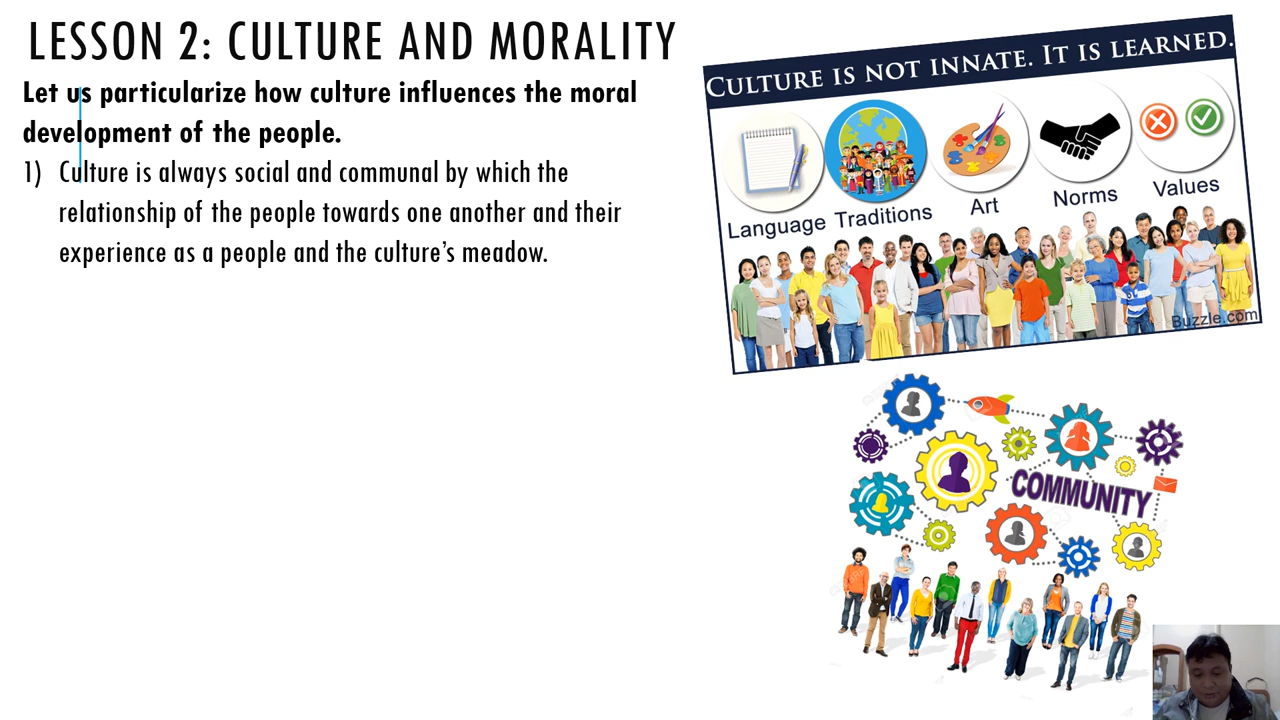 LESSON 2: CULTURE AND MORALITY
Let us particularize how culture influences the moral
development of the people.
1) Culture is always social and communal by which the
relationship of the people towards one another and their
experience as a people and the culture's meadow.
CULTURE IS NOT INNATE. IT IS LEARNED.
Language
Traditions
Art
Norms
Values
Buzzle.com
COMMUNITY